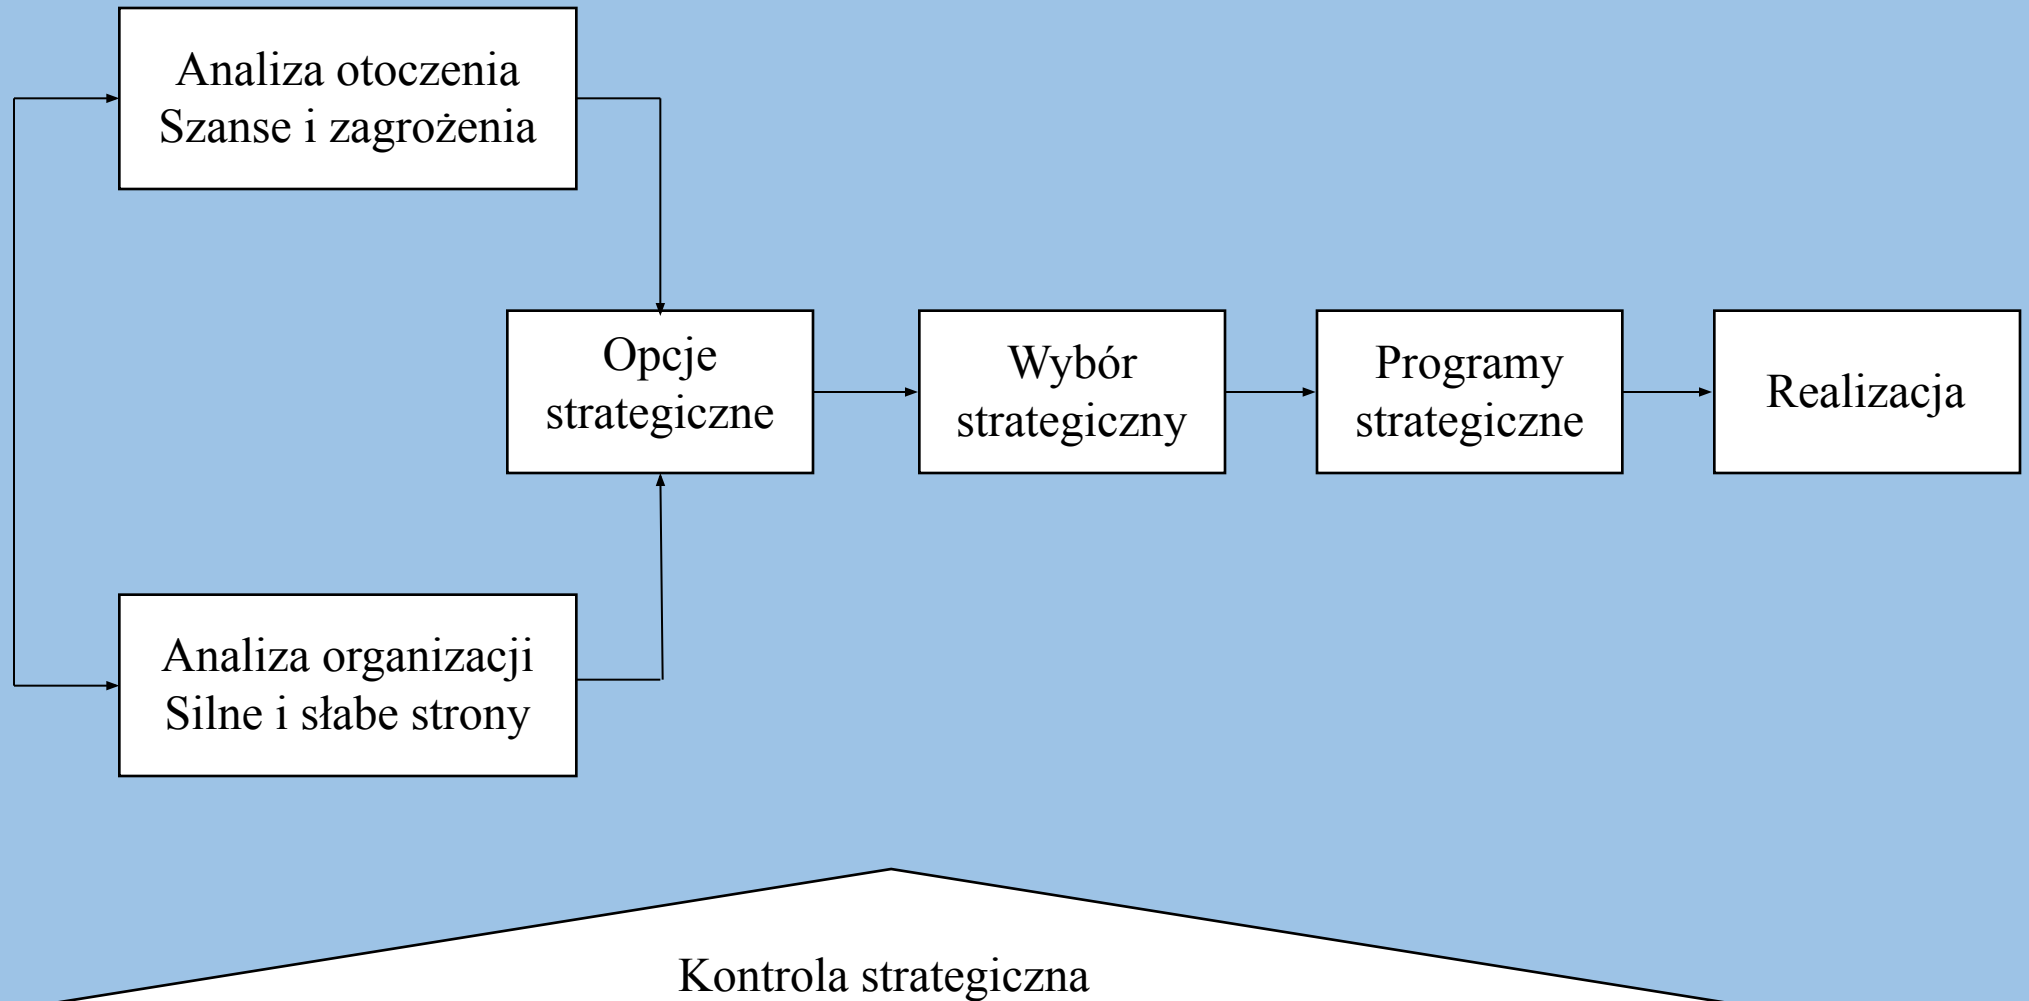 Analiza otoczenia
Szanse i zagrożenia
Opcje
strategiczne
Wybór
strategiczny
Programy
strategiczne
Realizacja
Analiza organizacji
Silne i słabe strony
Kontrola strategiczna